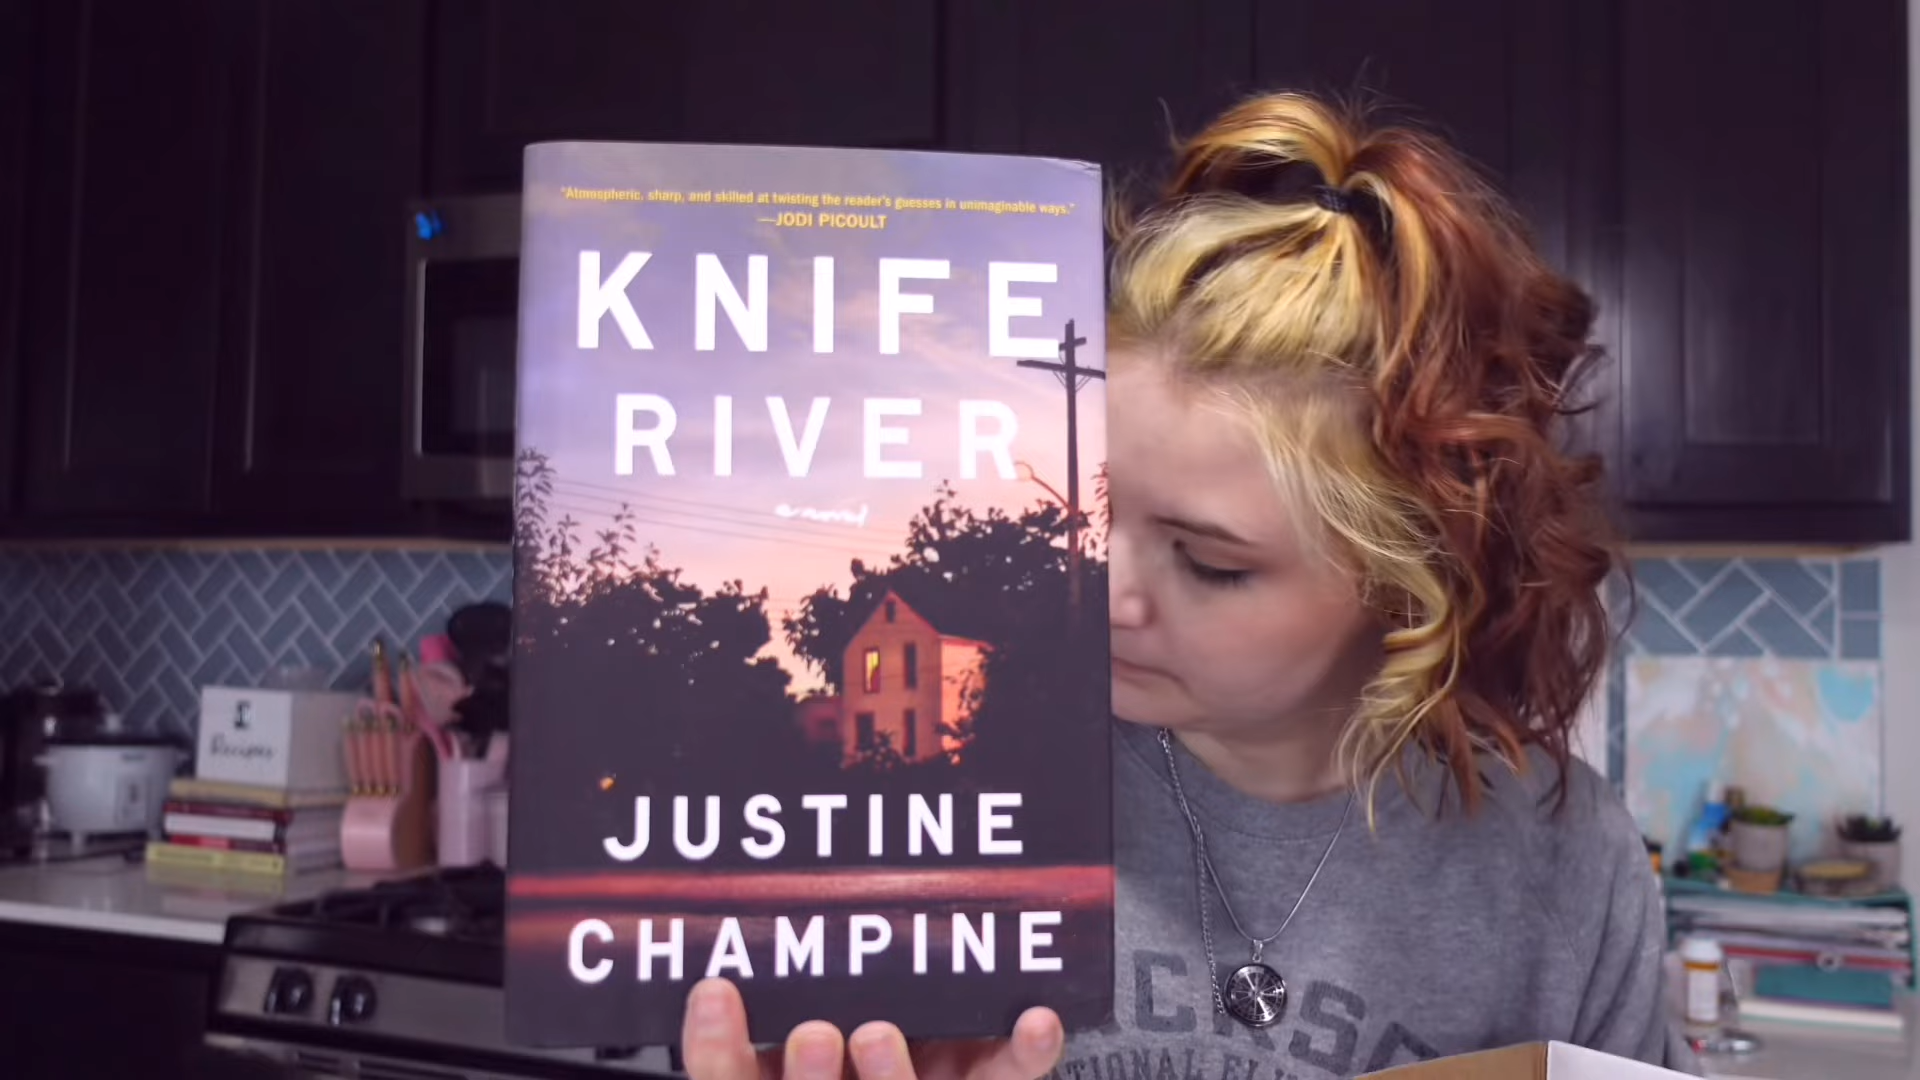 "Atmospheric, sharp, and skilled at twisting the reader's guesses in unimaginable ways."
—JODI PICOULT
KNIFE
RIVER
a novel
JUSTINE
CHAMPINE
Recipes